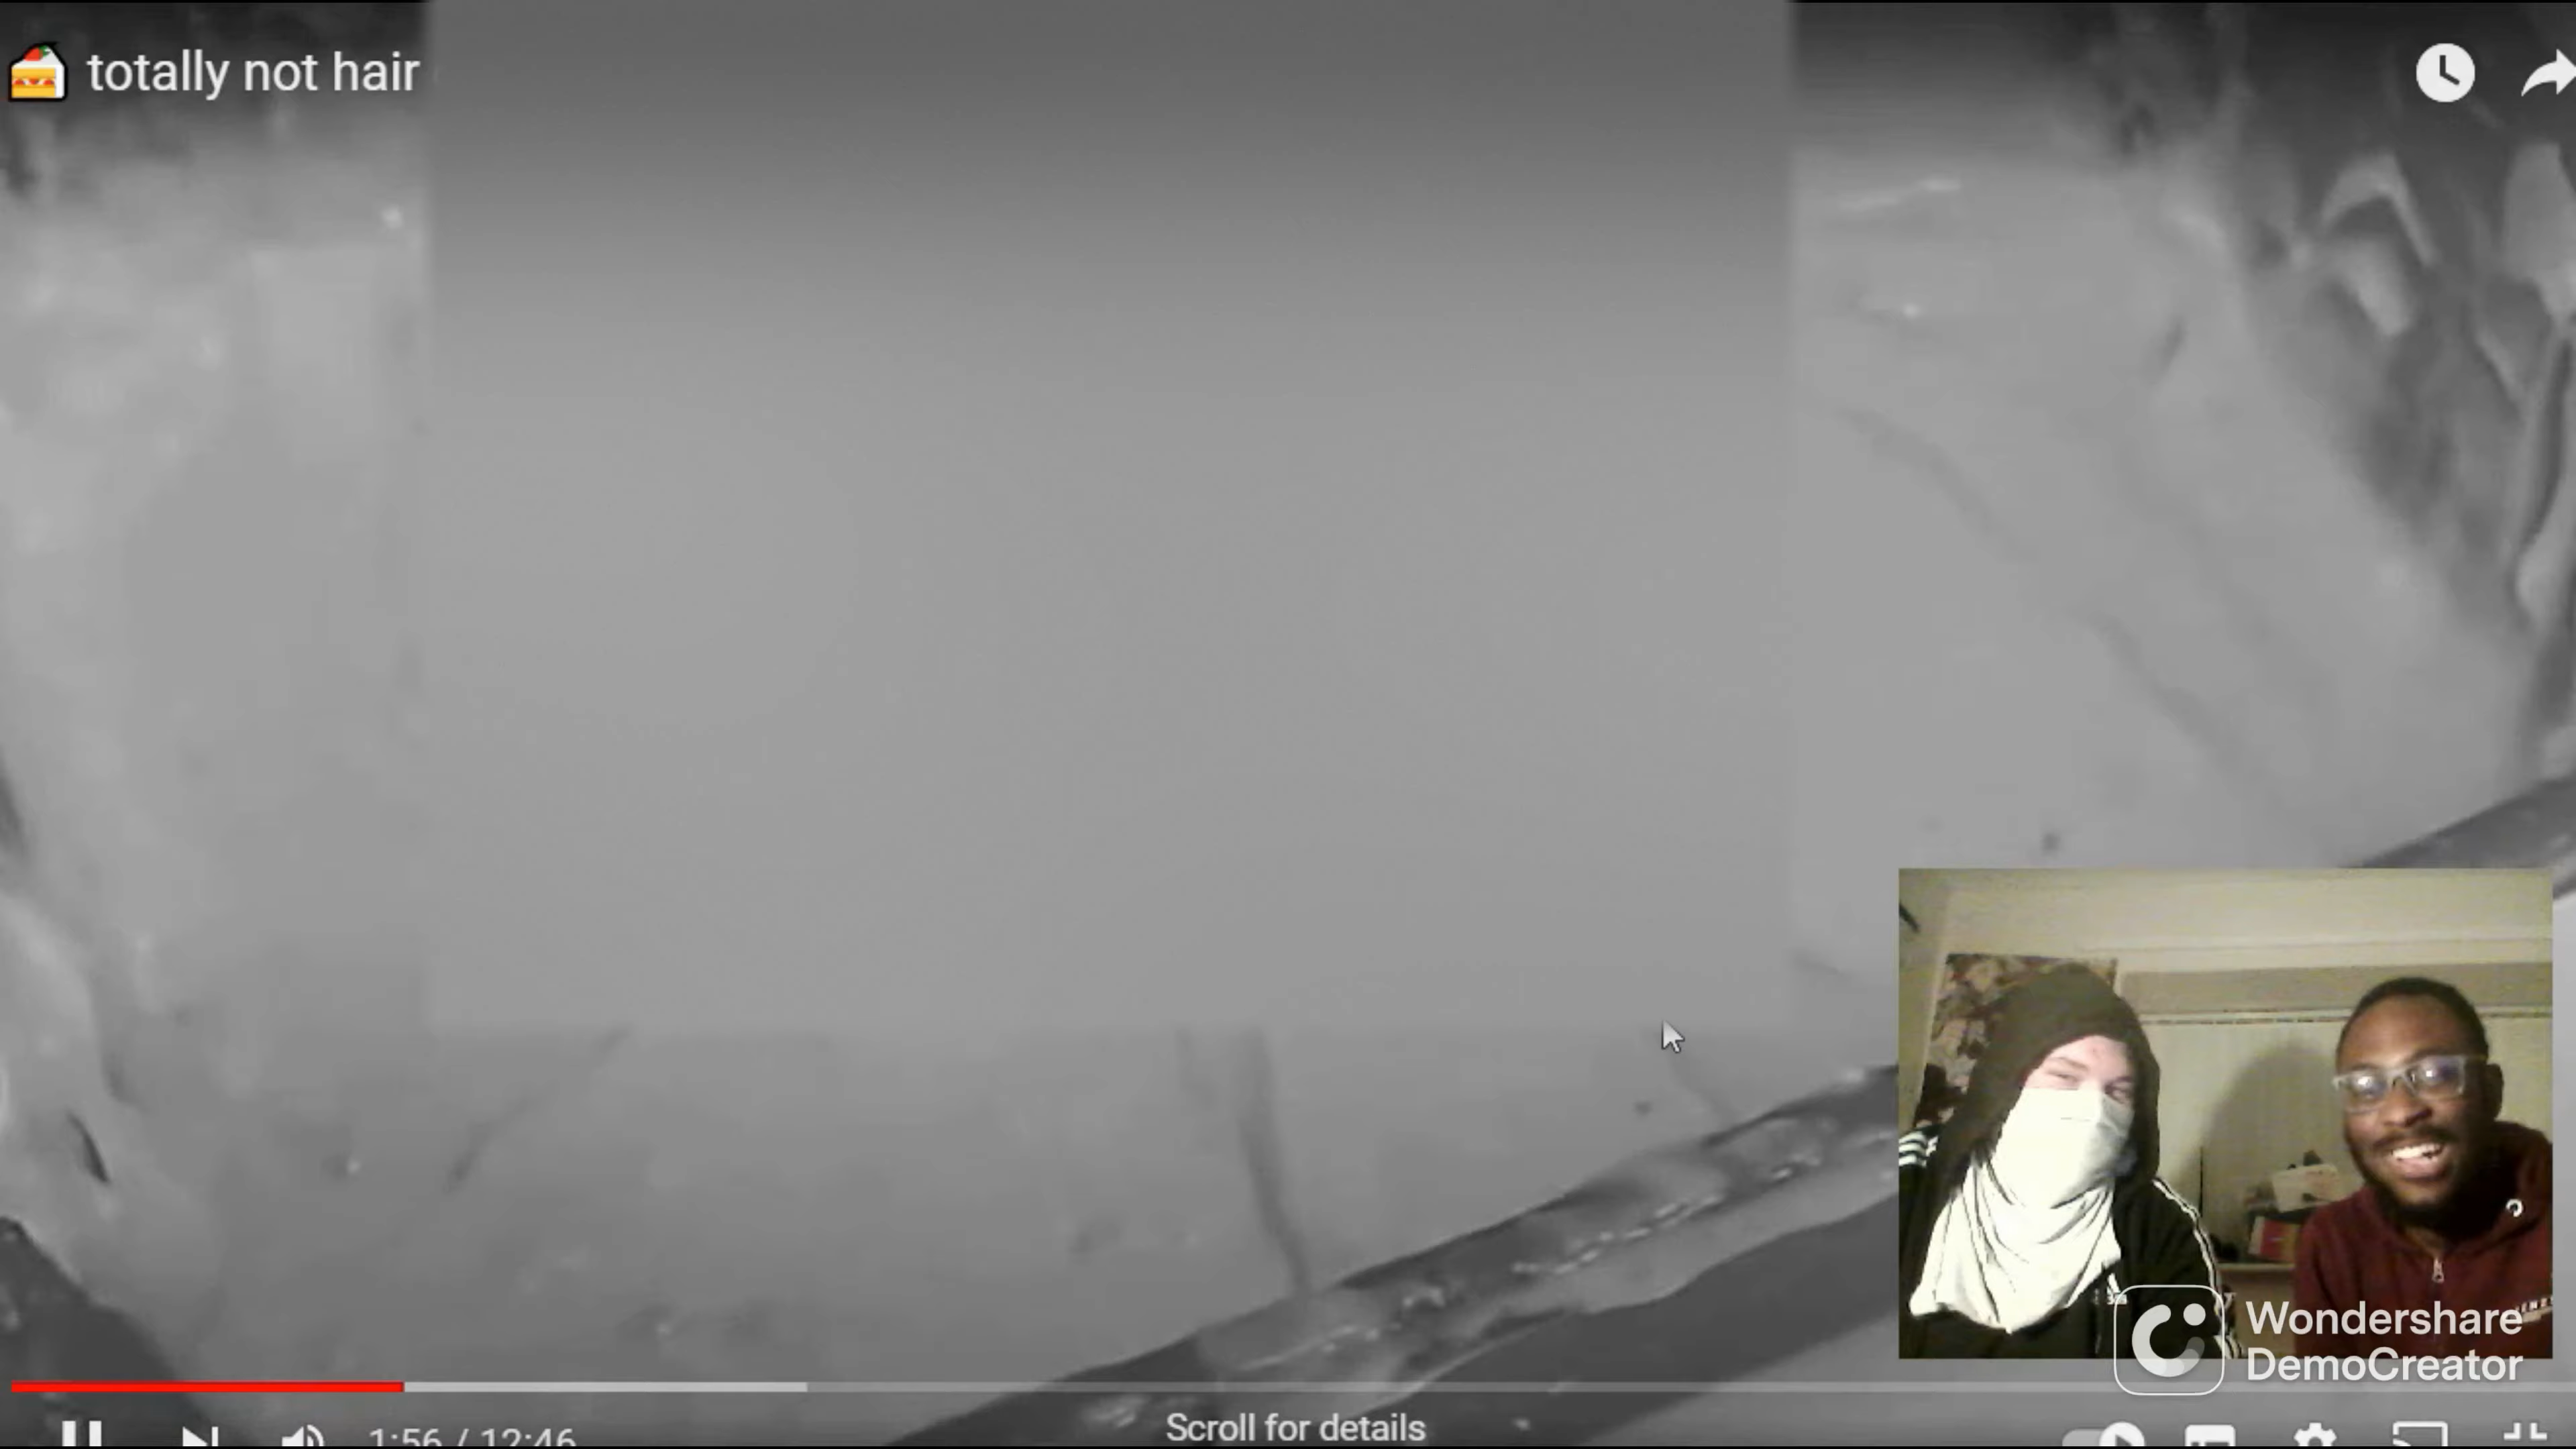 🍰 totally not hair
Wondershare
DemoCreator
Scroll for details
1:56 / 12:46